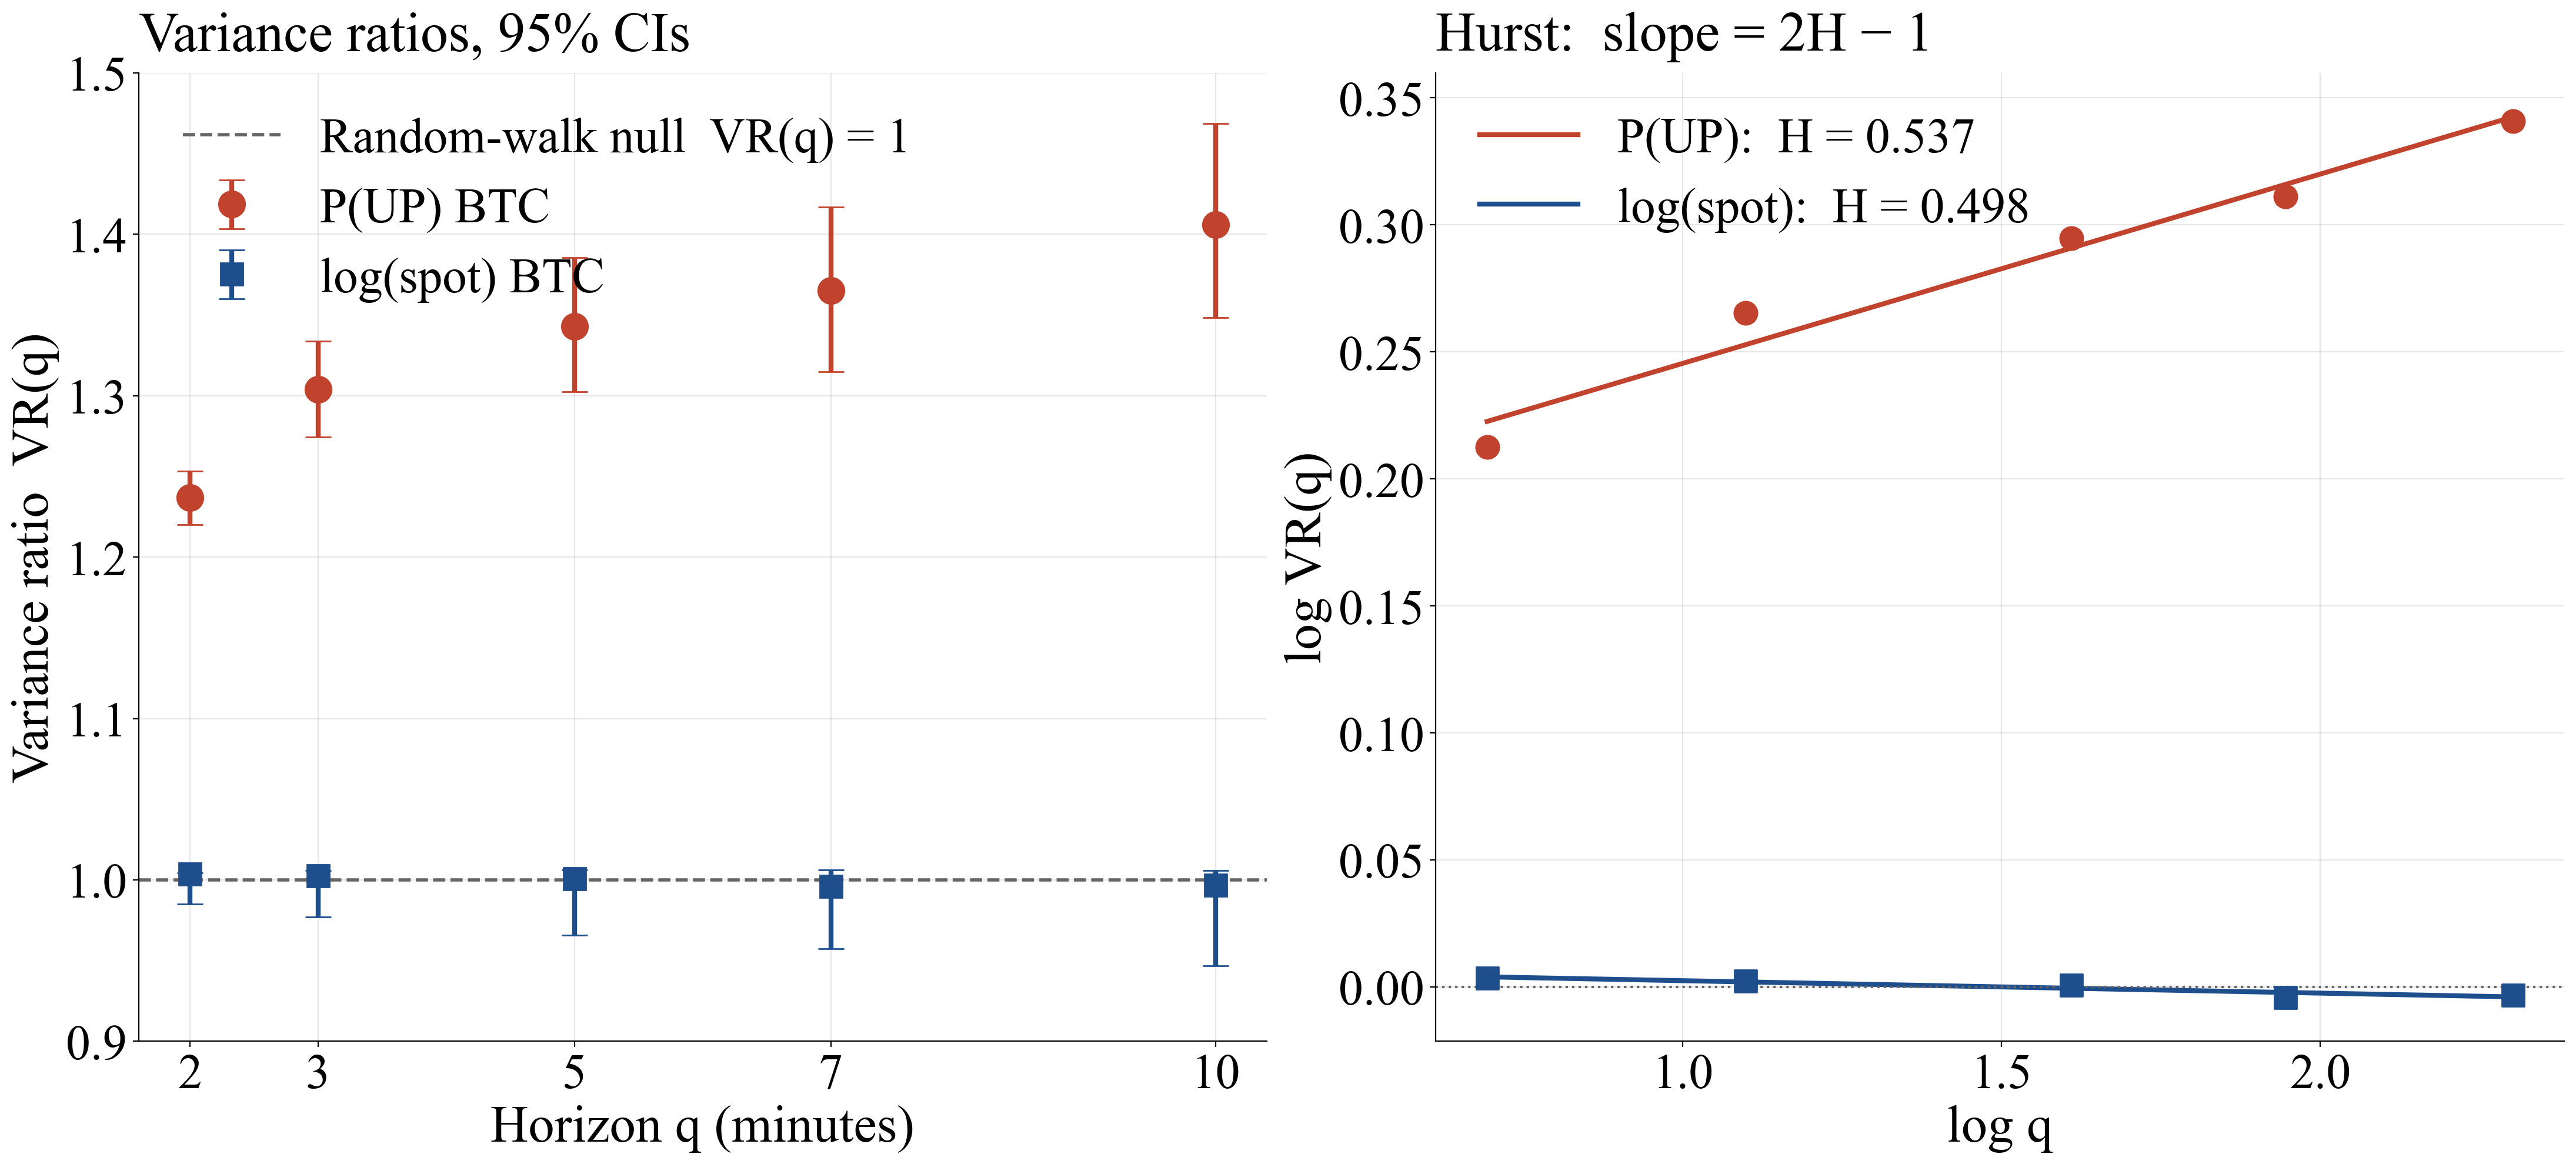 Variance ratios, 95% CIs
Variance ratio VR(q)
1.5
1.4
1.3
1.2
1.1
1.0
0.9
Random-walk null VR(q) = 1
P(UP) BTC
log(spot) BTC
2 3 5 7 10
Horizon q (minutes)
Hurst: slope = 2H − 1
log VR(q)
0.35
0.30
0.25
0.20
0.15
0.10
0.05
0.00
P(UP): H = 0.537
log(spot): H = 0.498
1.0 1.5 2.0
log q